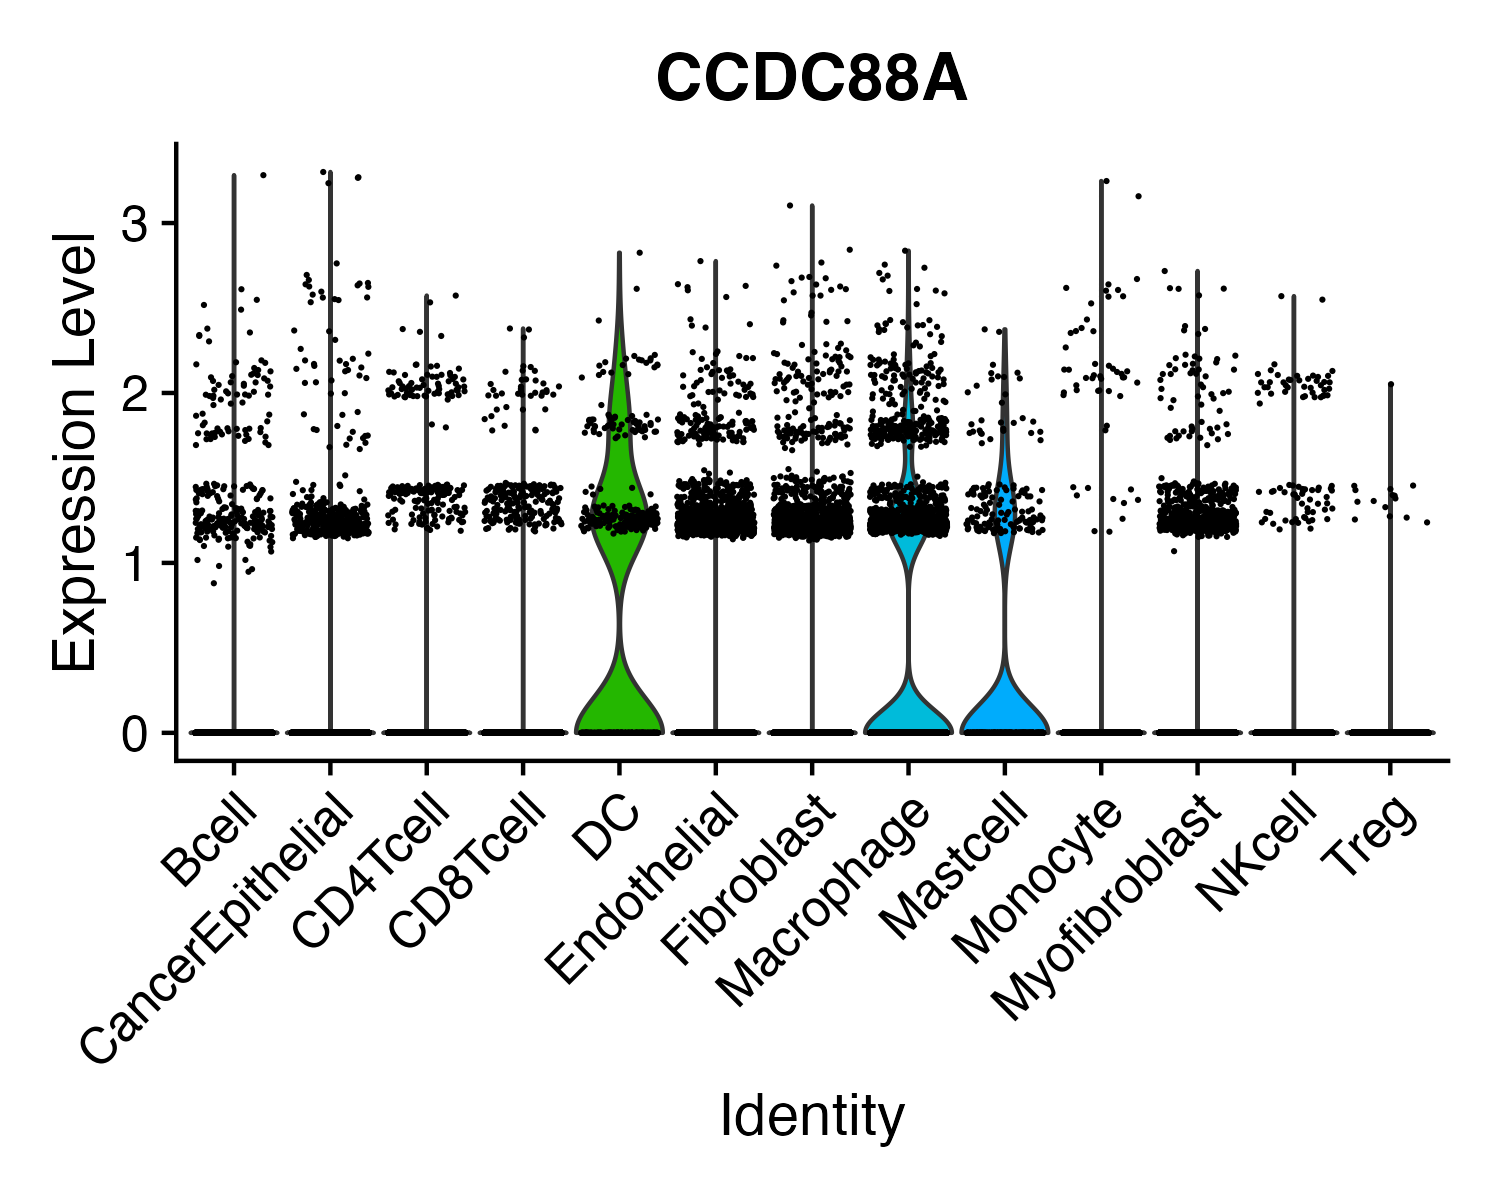 CCDC88A
Expression Level
3
2
1
0
Bcell
CancerEpithelial
CD4Tcell
CD8Tcell
DC
Endothelial
Fibroblast
Macrophage
Mastcell
Monocyte
Myofibroblast
NKcell
Treg
Identity